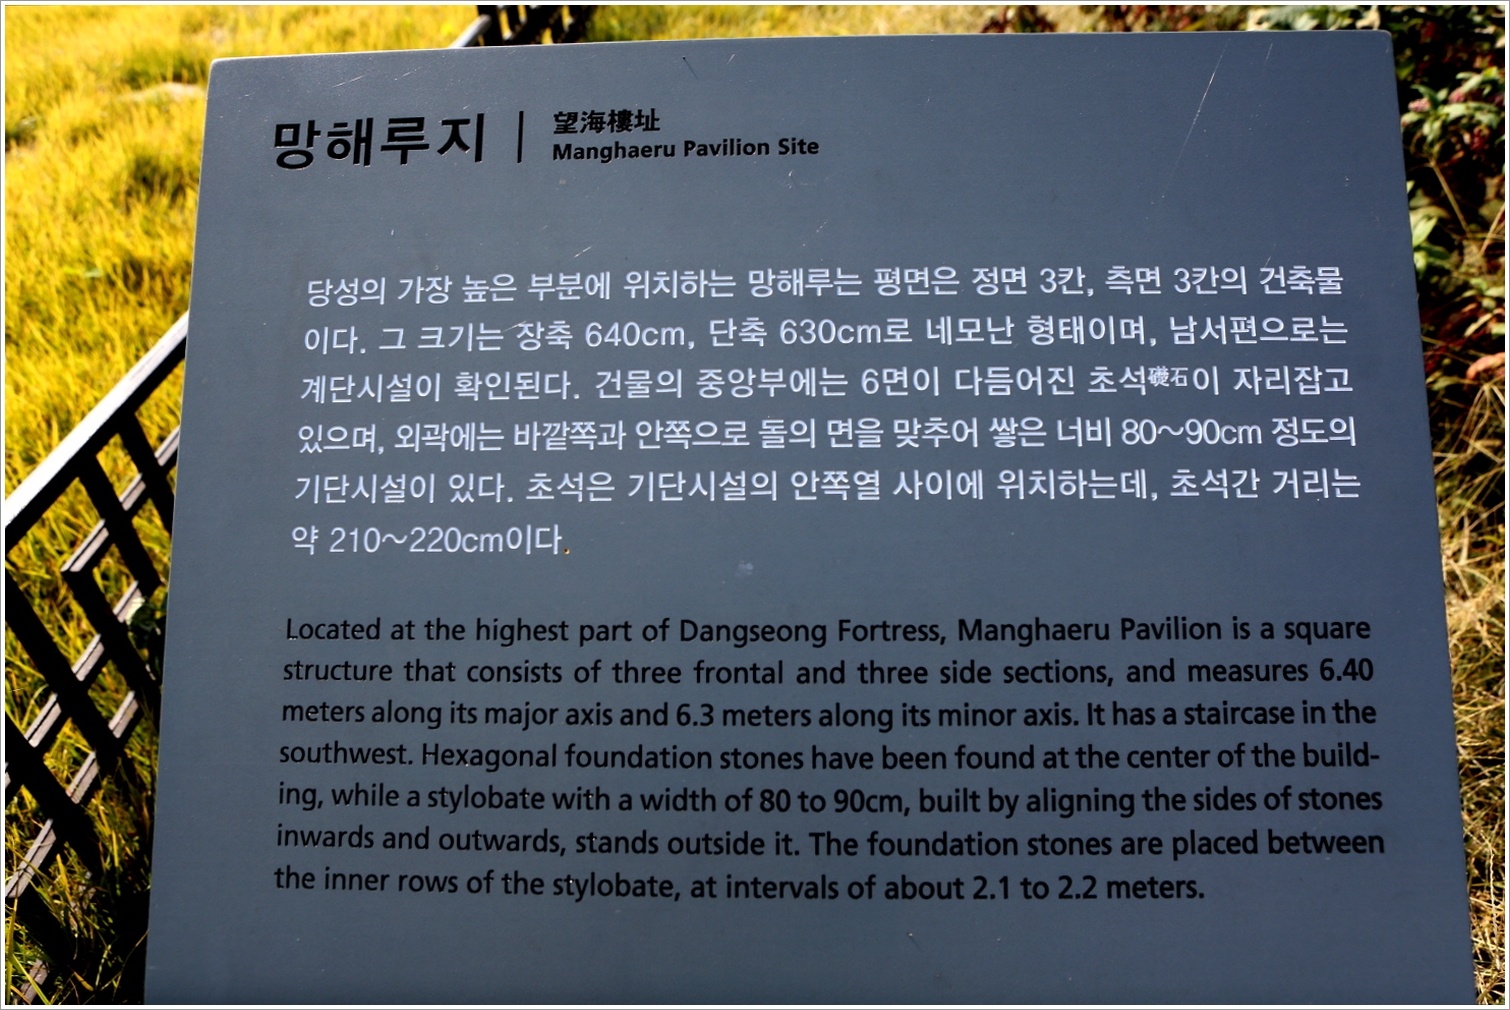 망해루지
望海樓址
Manghaeru Pavilion Site
당성의 가장 높은 부분에 위치하는 망해루는 평면은 정면 3칸, 측면 3칸의 건축물
이다. 그 크기는 장축 640cm, 단축 630cm로 네모난 형태이며, 남서편으로는
계단시설이 확인된다. 건물의 중앙부에는 6면이 다듬어진 초석礎石이 자리잡고
있으며, 외곽에는 바깥쪽과 안쪽으로 돌의 면을 맞추어 쌓은 너비 80~90cm 정도의
기단시설이 있다. 초석은 기단시설의 안쪽열 사이에 위치하는데, 초석간 거리는
약 210~220cm이다.
Located at the highest part of Dangseong Fortress, Manghaeru Pavilion is a square
structure that consists of three frontal and three side sections, and measures 6.40
meters along its major axis and 6.3 meters along its minor axis. It has a staircase in the
southwest. Hexagonal foundation stones have been found at the center of the build-
ing, while a stylobate with a width of 80 to 90cm, built by aligning the sides of stones
inwards and outwards, stands outside it. The foundation stones are placed between
the inner rows of the stylobate, at intervals of about 2.1 to 2.2 meters.